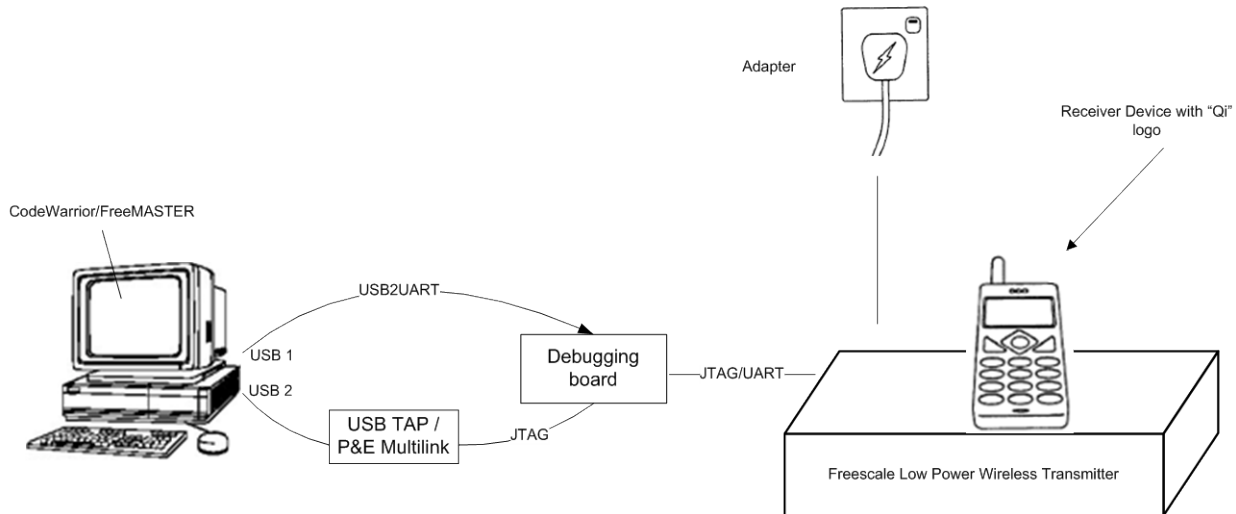 Adapter
Receiver Device with “Qi”
logo
CodeWarrior/FreeMASTER
USB2UART
USB 1
USB 2
Debugging
board
JTAG/UART
USB TAP /
P&E Multilink
JTAG
Freescale Low Power Wireless Transmitter